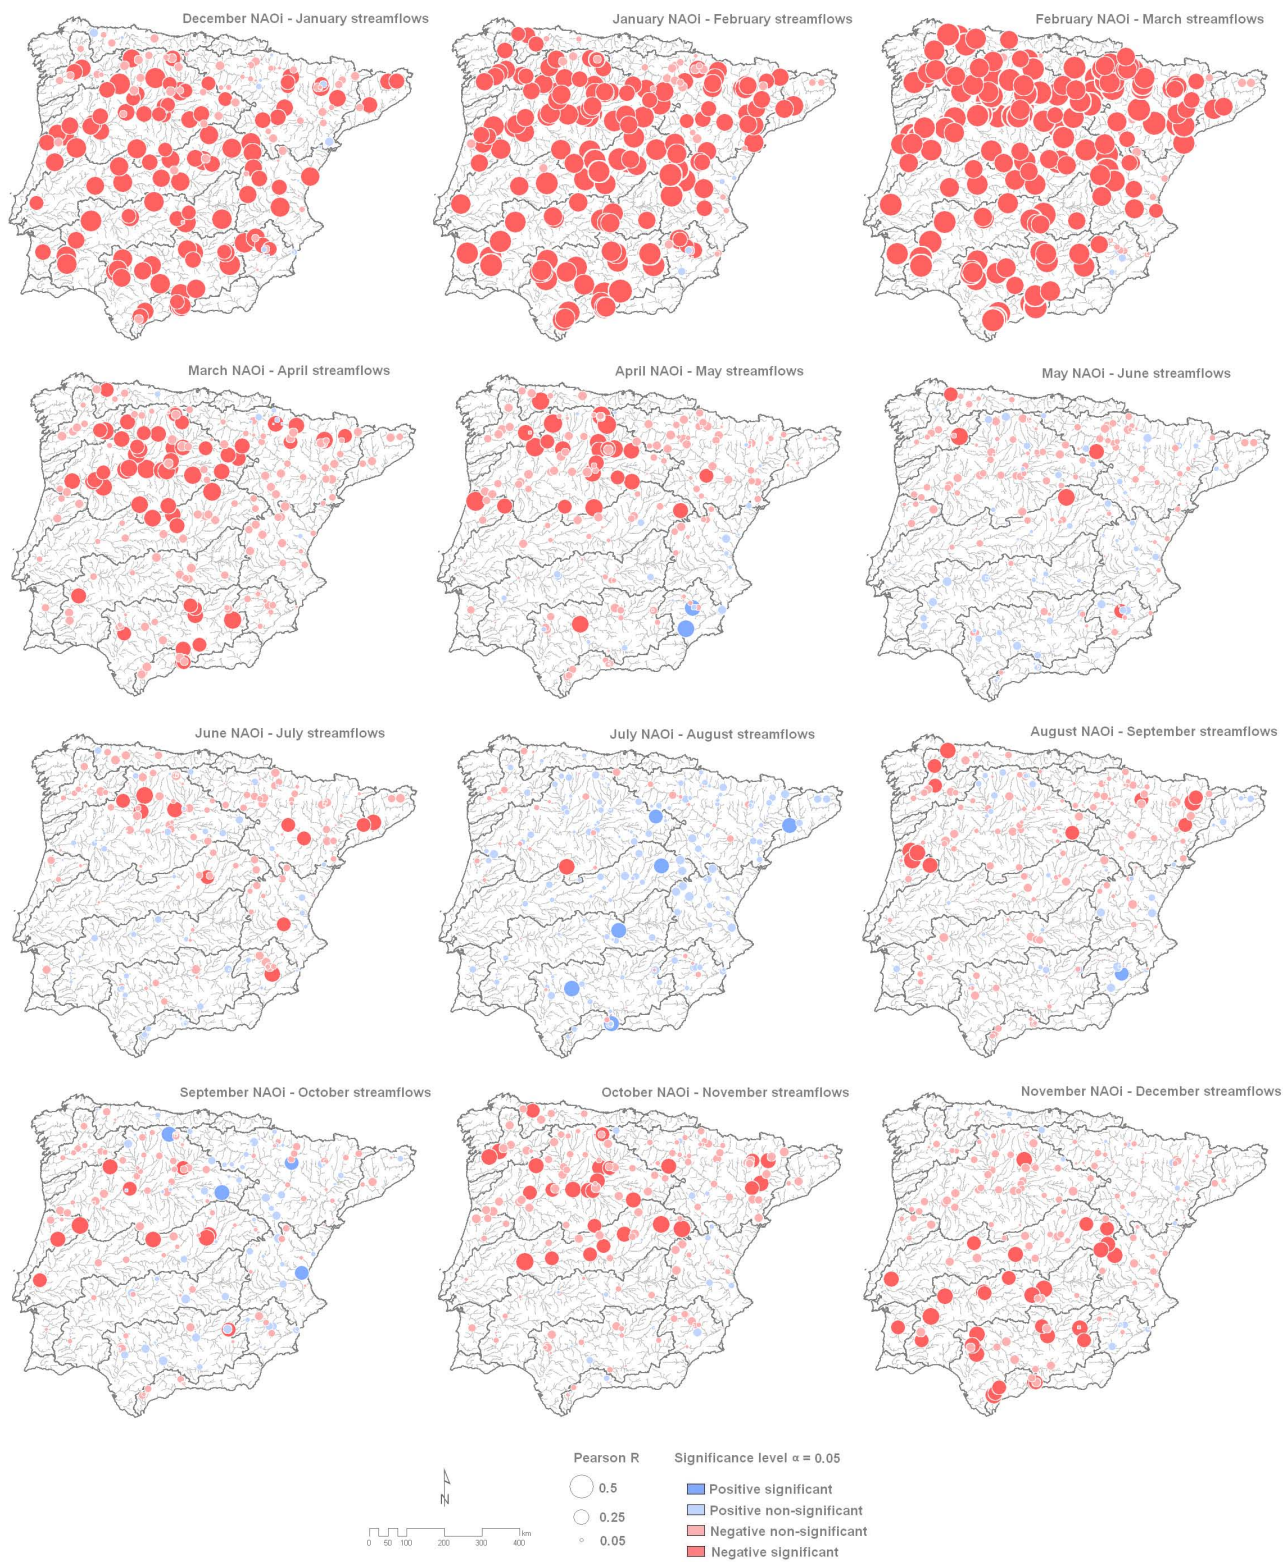 December NAOi - January streamflows
January NAOi - February streamflows
February NAOi - March streamflows
March NAOi - April streamflows
April NAOi - May streamflows
May NAOi - June streamflows
June NAOi - July streamflows
July NAOi - August streamflows
August NAOi - September streamflows
September NAOi - October streamflows
October NAOi - November streamflows
November NAOi - December streamflows
Pearson R
0.5
0.25
0.05
Significance level α = 0.05
Positive significant
Positive non-significant
Negative non-significant
Negative significant
N
km
0 50 100 200 300 400